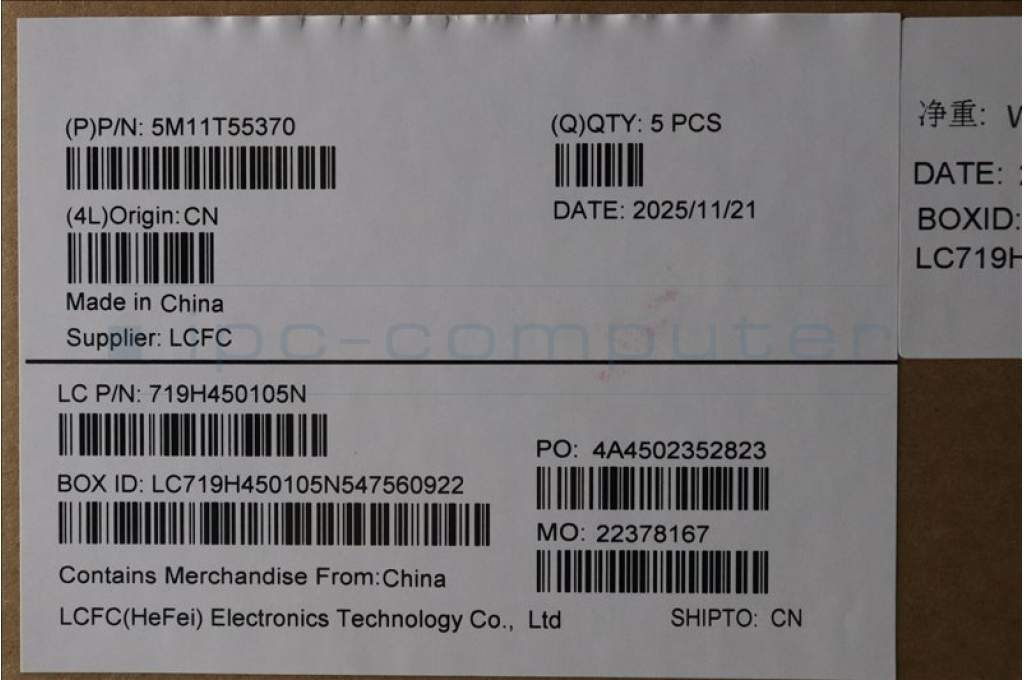 (P)P/N: 5M11T55370
(Q)QTY: 5 PCS
(4L)Origin:CN
DATE: 2025/11/21
Made in China
Supplier: LCFC
ipc-computer
LC P/N: 719H450105N
PO: 4A4502352823
BOX ID: LC719H450105N547560922
MO: 22378167
Contains Merchandise From:China
LCFC(HeFei) Electronics Technology Co., Ltd
SHIPTO: CN
净重:
DATE:
BOXID:
LC719H